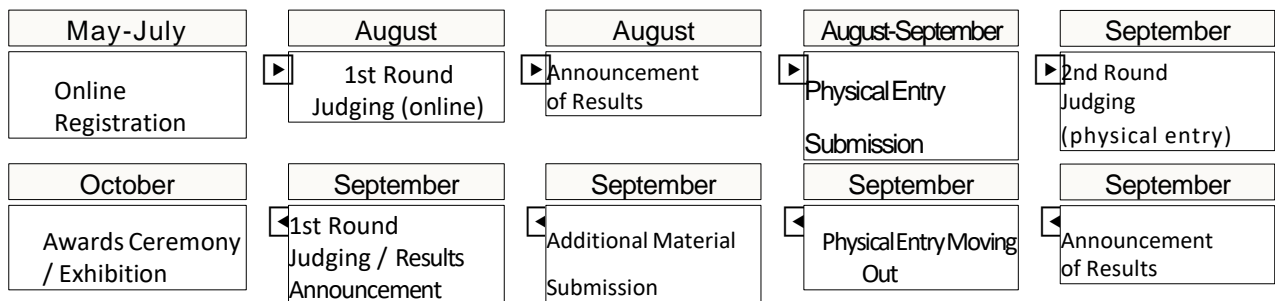 May-July
Online
Registration
August
1st Round
Judging (online)
August
Announcement
of Results
August-September
Physical Entry
Submission
September
2nd Round
Judging
(physical entry)
October
Awards Ceremony
/ Exhibition
September
1st Round
Judging / Results
Announcement
September
Additional Material
Submission
September
Physical Entry Moving
Out
September
Announcement
of Results